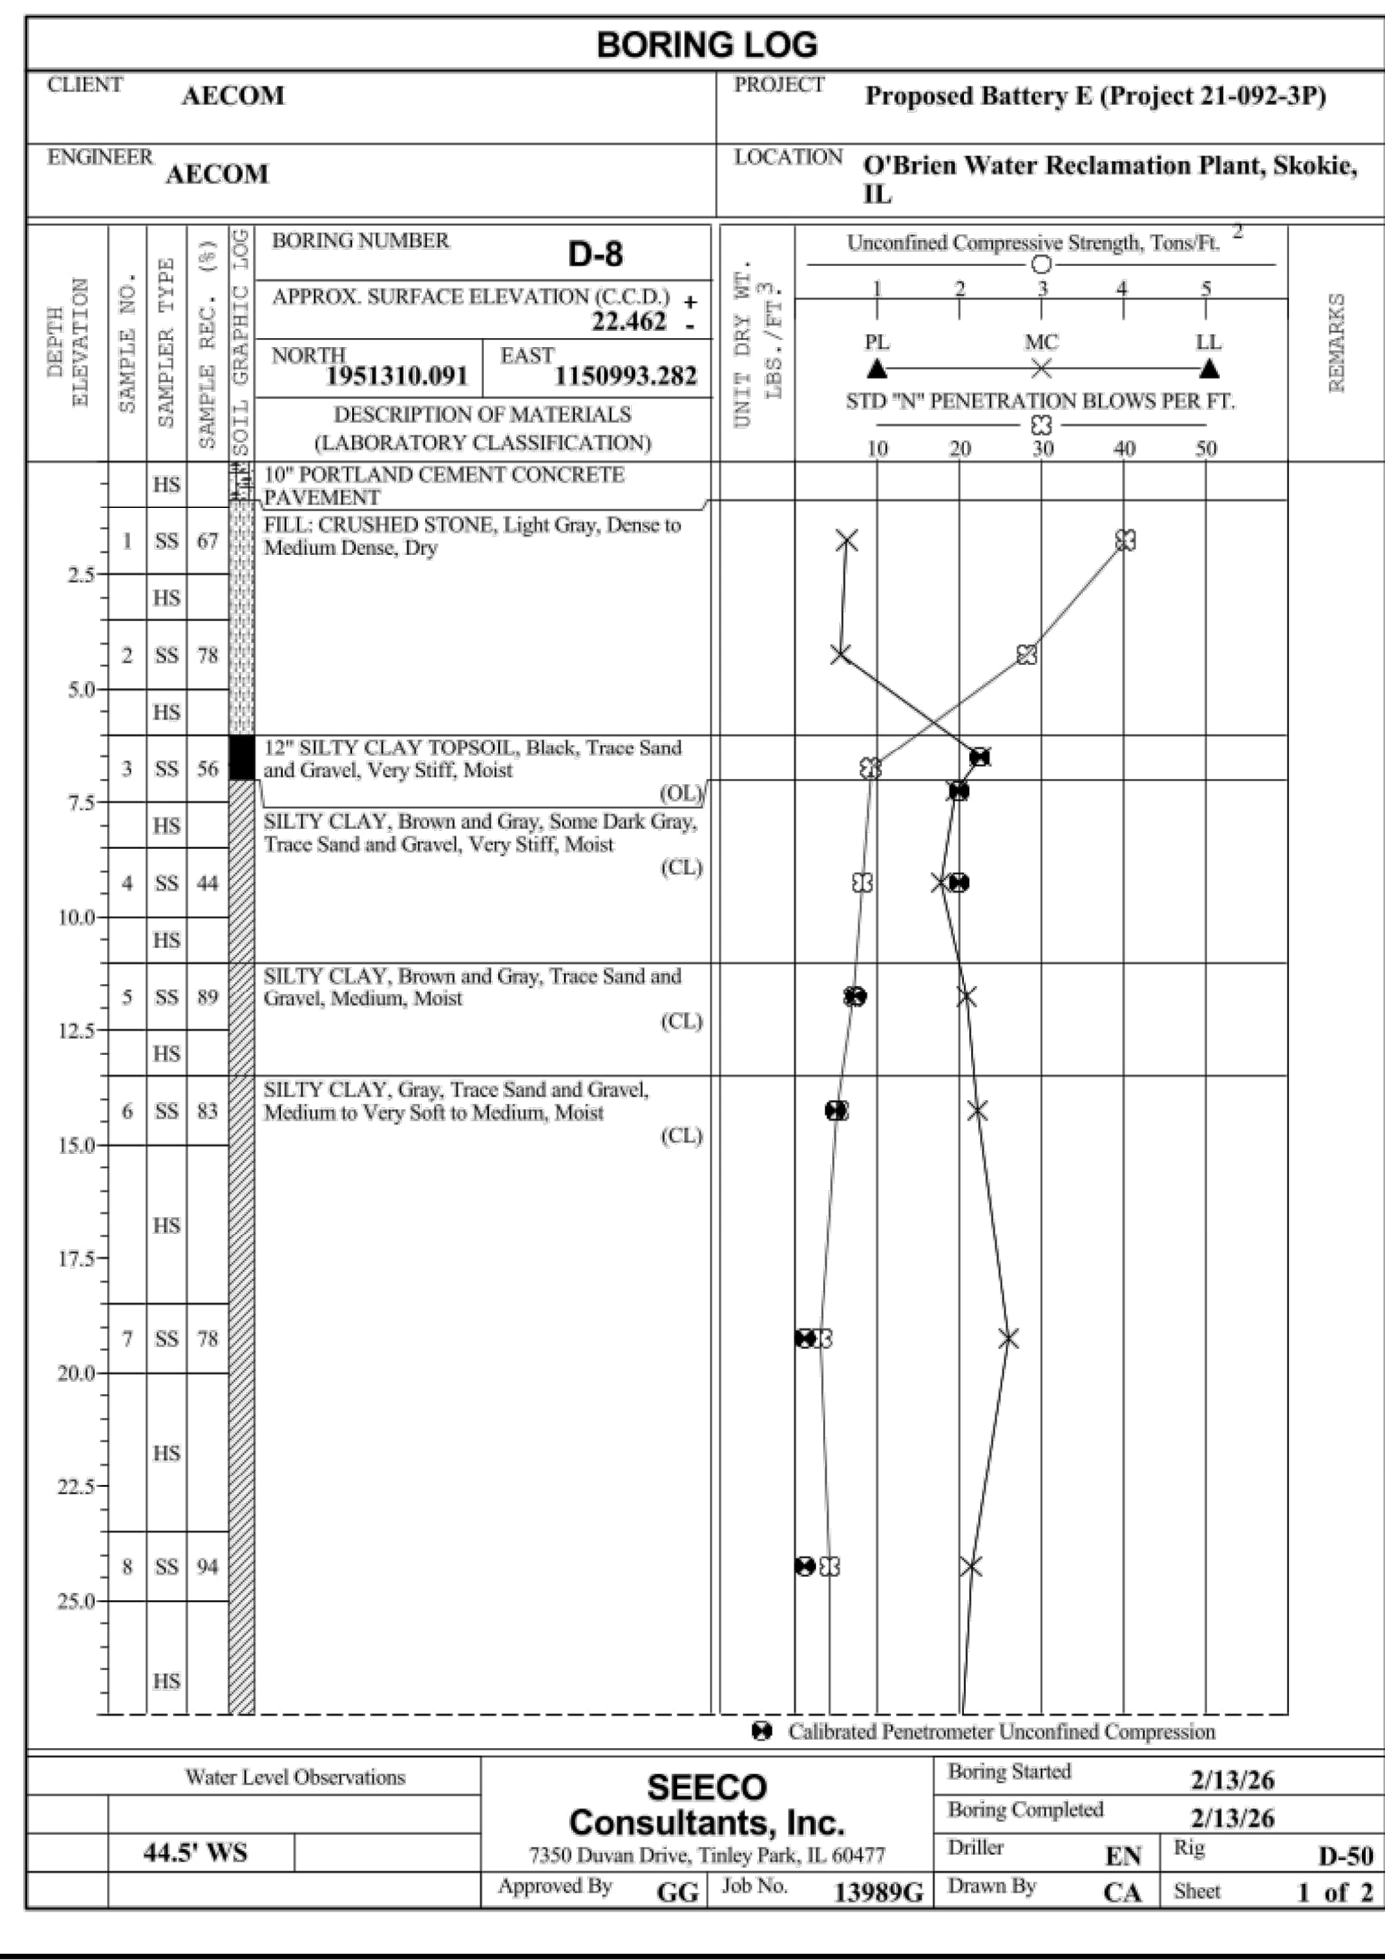 BORING LOG
CLIENT AECOM
PROJECT Proposed Battery E (Project 21-092-3P)
ENGINEER AECOM
LOCATION O'Brien Water Reclamation Plant, Skokie,
IL
DEPTH
ELEVATION
SAMPLE NO.
SAMPLER TYPE
SAMPLE REC. (%)
SOIL GRAPHIC LOG
BORING NUMBER D-8
APPROX. SURFACE ELEVATION (C.C.D.) +
22.462 -
NORTH 1951310.091
EAST 1150993.282
DESCRIPTION OF MATERIALS
(LABORATORY CLASSIFICATION)
UNIT DRY WT.
LBS./FT.3
Unconfined Compressive Strength, Tons/Ft. 2
1 2 3 4 5
PL MC LL
STD "N" PENETRATION BLOWS PER FT.
10 20 30 40 50
REMARKS
HS
10" PORTLAND CEMENT CONCRETE
PAVEMENT
1 SS 67
FILL: CRUSHED STONE, Light Gray, Dense to
Medium Dense, Dry
2.5
HS
2 SS 78
5.0
HS
12" SILTY CLAY TOPSOIL, Black, Trace Sand
3 SS 56
and Gravel, Very Stiff, Moist
(OL)
7.5
HS
SILTY CLAY, Brown and Gray, Some Dark Gray,
Trace Sand and Gravel, Very Stiff, Moist
(CL)
4 SS 44
10.0
HS
SILTY CLAY, Brown and Gray, Trace Sand and
5 SS 89
Gravel, Medium, Moist
(CL)
12.5
HS
SILTY CLAY, Gray, Trace Sand and Gravel,
6 SS 83
Medium to Very Soft to Medium, Moist
(CL)
15.0
HS
17.5
7 SS 78
20.0
HS
22.5
8 SS 94
25.0
HS
Calibrated Penetrometer Unconfined Compression
Water Level Observations
44.5' WS
SEECO
Consultants, Inc.
7350 Duvan Drive, Tinley Park, IL 60477
Approved By GG
Job No. 13989G
Boring Started 2/13/26
Boring Completed 2/13/26
Driller EN
Rig D-50
Drawn By CA
Sheet 1 of 2